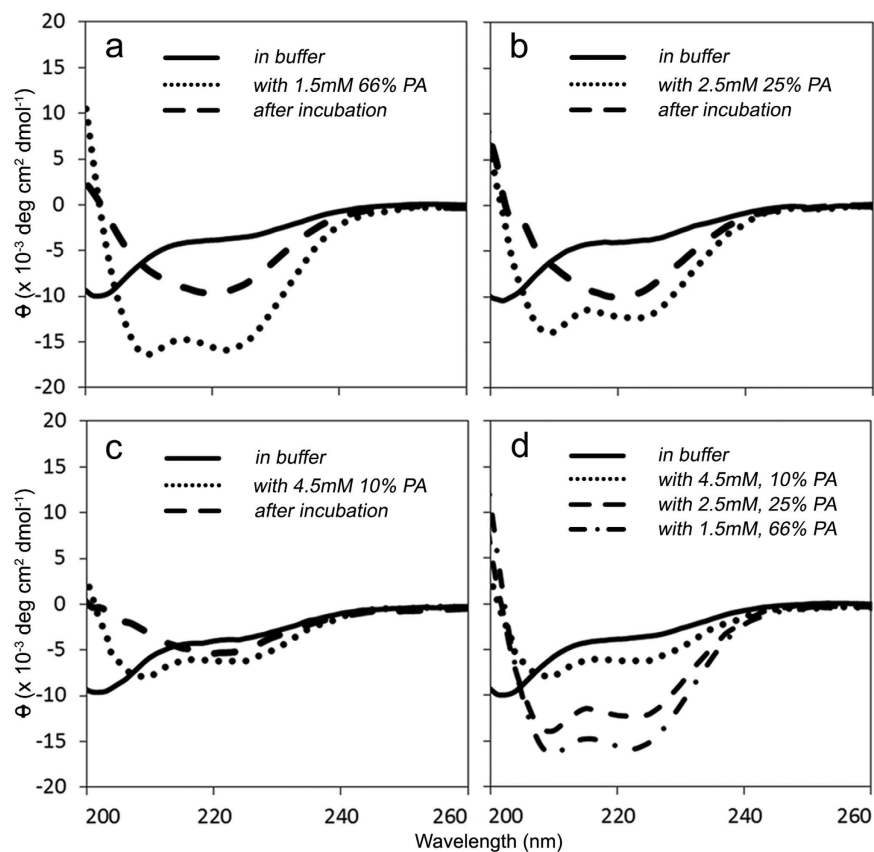 20
15
10
5
0
-5
-10
-15
-20
a
in buffer
with 1.5mM 66% PA
after incubation
b
in buffer
with 2.5mM 25% PA
after incubation
θ (x 10⁻³ deg cm² dmol⁻¹)
20
15
10
5
0
-5
-10
-15
-20
c
in buffer
with 4.5mM 10% PA
after incubation
d
in buffer
with 4.5mM, 10% PA
with 2.5mM, 25% PA
with 1.5mM, 66% PA
θ (x 10⁻³ deg cm² dmol⁻¹)
200 220 240 260
200 220 240 260
Wavelength (nm)